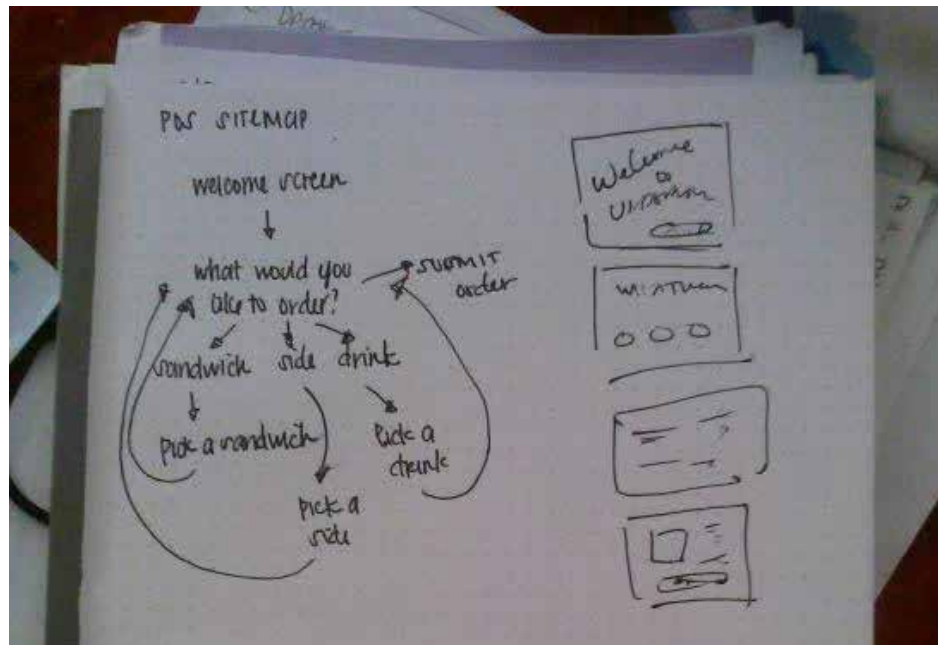 POS SITEMAP
welcome screen
what would you
like to order?
SUBMIT
order
sandwich side drink
pick a sandwich
pick a
drink
pick a
side
Welcome
to